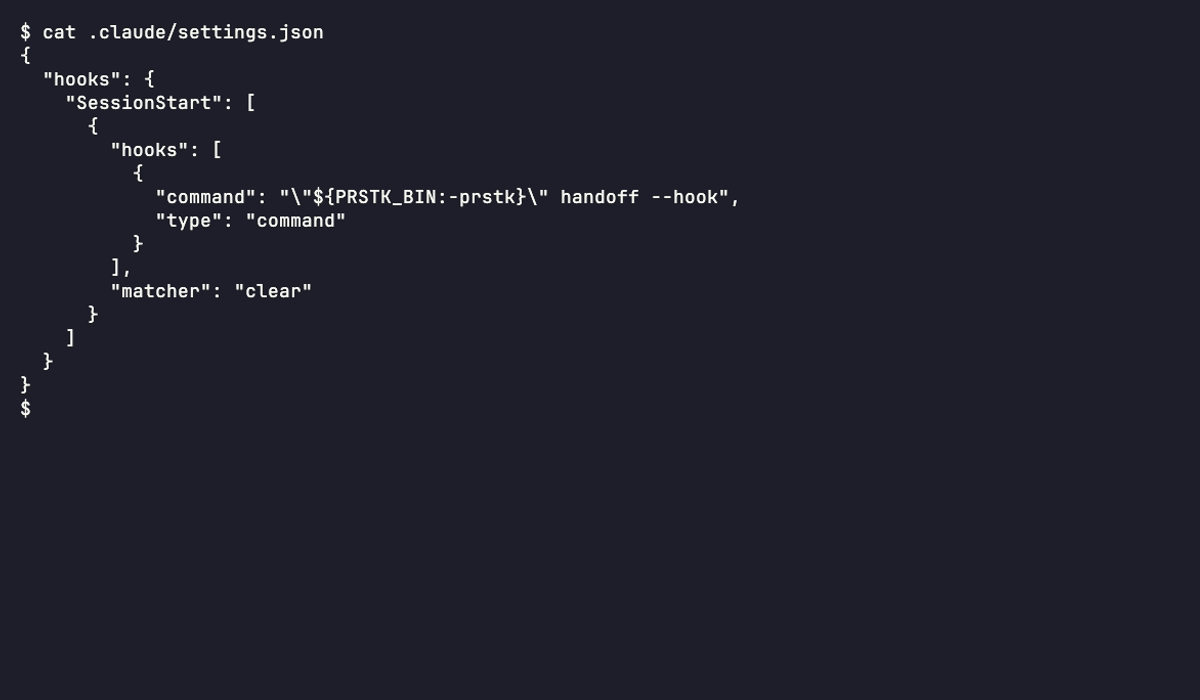 $ cat .claude/settings.json
{
  "hooks": {
    "SessionStart": [
      {
        "hooks": [
          {
            "command": "\"${PRSTK_BIN:-prstk}\" handoff --hook",
            "type": "command"
          }
        ],
        "matcher": "clear"
      }
    ]
  }
}
$